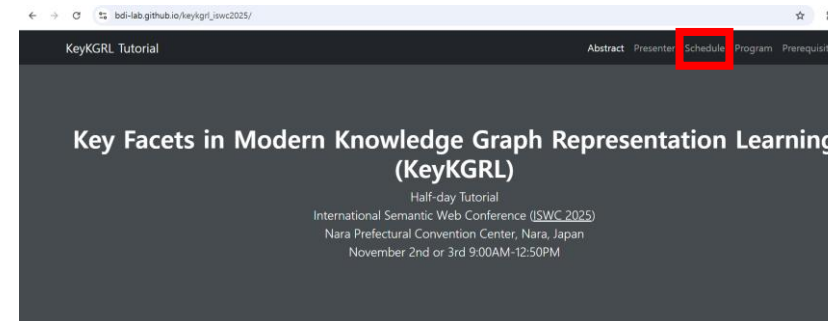 bdi-lab.github.io/keykgrl_iswc2025/
KeyKGRL Tutorial
Abstract Presenter Schedule Program Prerequisit
Key Facets in Modern Knowledge Graph Representation Learning
(KeyKGRL)
Half-day Tutorial
International Semantic Web Conference (ISWC 2025)
Nara Prefectural Convention Center, Nara, Japan
November 2nd or 3rd 9:00AM-12:50PM